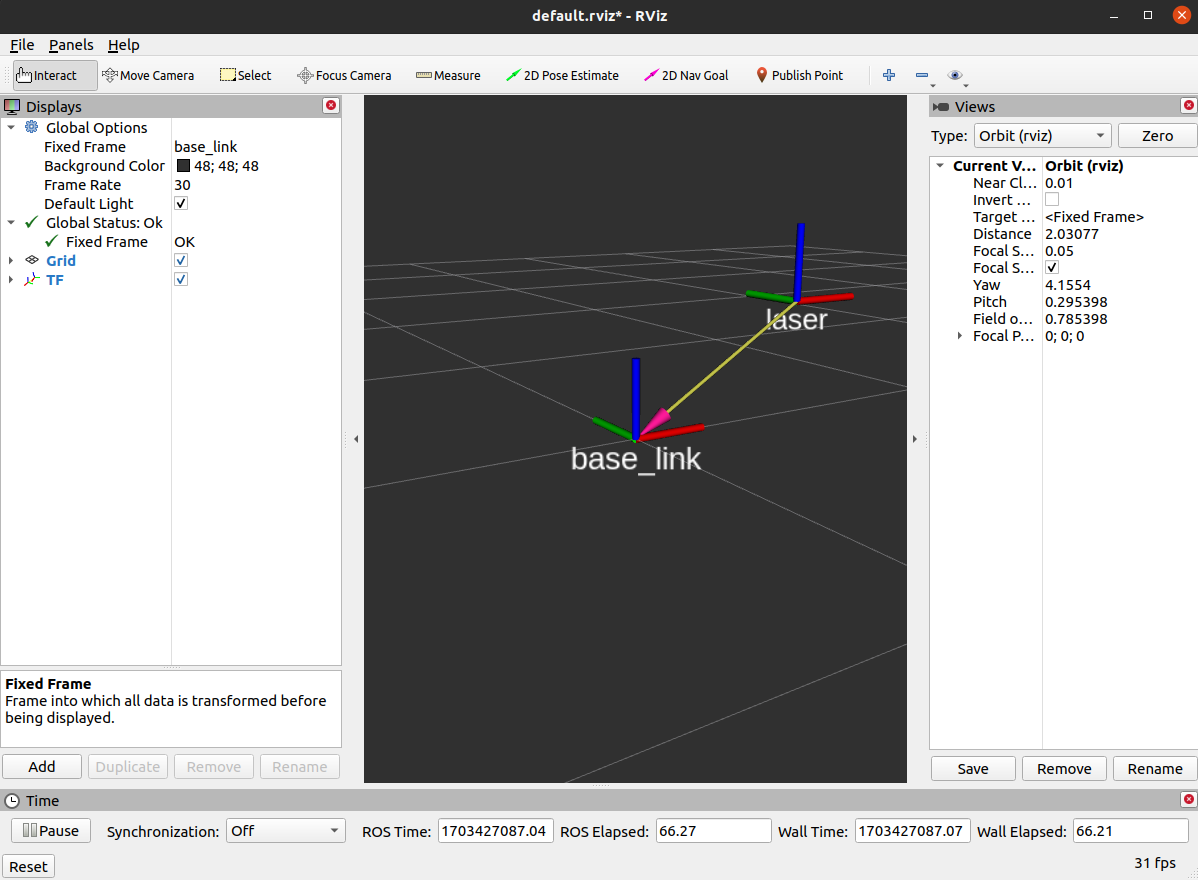 default.rviz* - RViz
File Panels Help
Interact Move Camera Select Focus Camera Measure 2D Pose Estimate 2D Nav Goal Publish Point
Displays
Global Options
Fixed Frame base_link
Background Color 48; 48; 48
Frame Rate 30
Default Light
Global Status: Ok
Fixed Frame OK
Grid
TF
Fixed Frame
Frame into which all data is transformed before
being displayed.
Add Duplicate Remove Rename
laser
base_link
Views
Type: Orbit (rviz) Zero
Current V... Orbit (rviz)
Near Cl... 0.01
Invert ...
Target ... <Fixed Frame>
Distance 2.03077
Focal S... 0.05
Focal S...
Yaw 4.1554
Pitch 0.295398
Field o... 0.785398
Focal P... 0; 0; 0
Save Remove Rename
Time
Pause Synchronization: Off ROS Time: 1703427087.04 ROS Elapsed: 66.27 Wall Time: 1703427087.07 Wall Elapsed: 66.21
Reset 31 fps